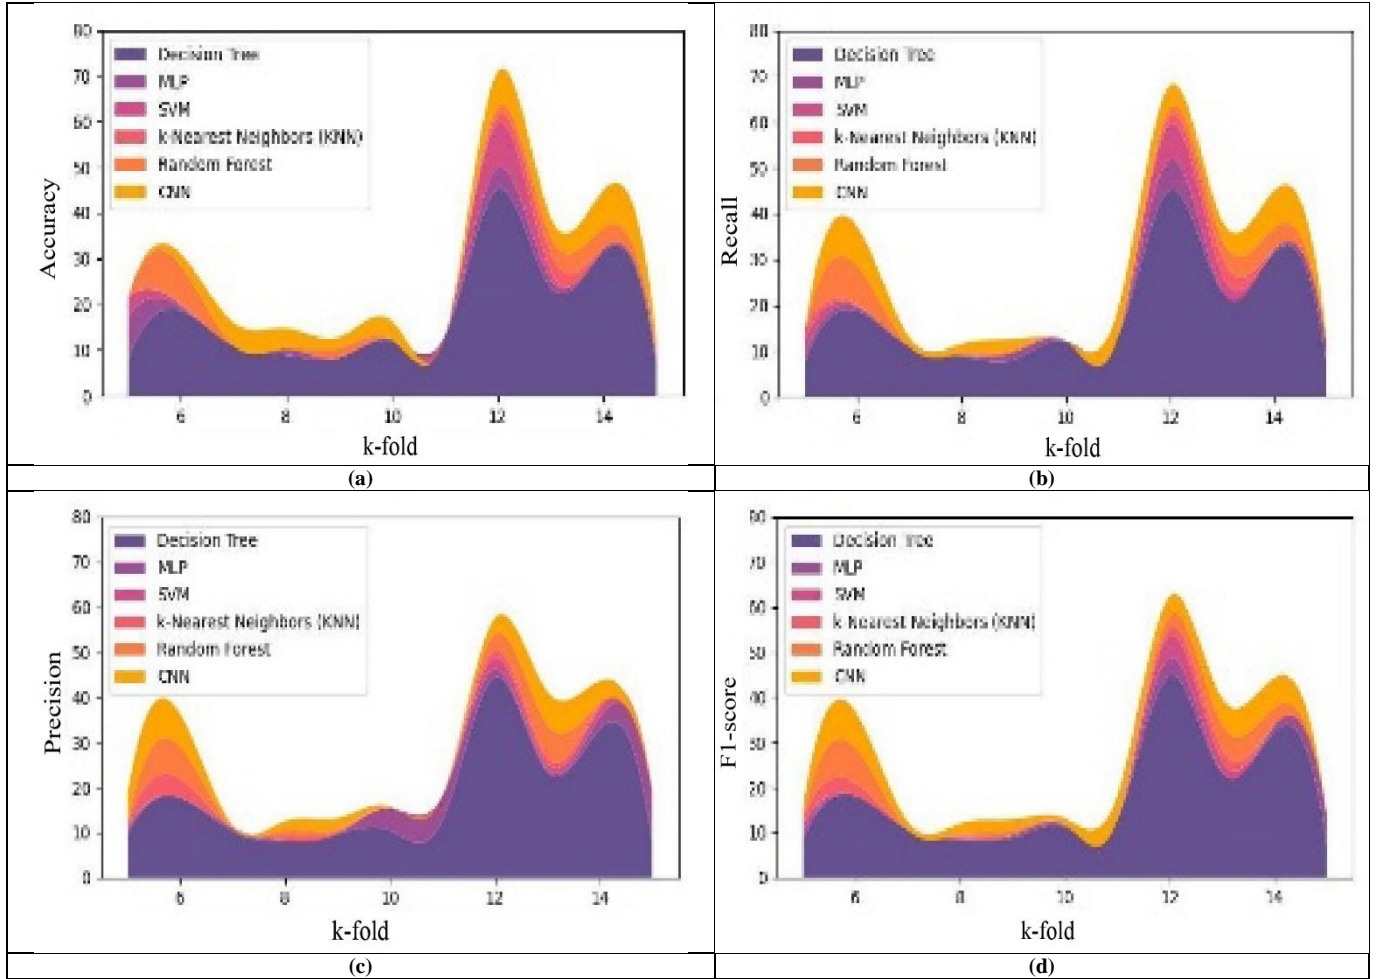 80
70
60
50
40
30
20
10
0
Accuracy
Decision Tree
MLP
SVM
k-Nearest Neighbors (KNN)
Random Forest
CNN
6 8 10 12 14
k-fold
(a)
80
70
60
50
40
30
20
10
0
Recall
Decision Tree
MLP
SVM
k-Nearest Neighbors (KNN)
Random Forest
CNN
6 8 10 12 14
k-fold
(b)
80
70
60
50
40
30
20
10
0
Precision
Decision Tree
MLP
SVM
k-Nearest Neighbors (KNN)
Random Forest
CNN
6 8 10 12 14
k-fold
(c)
80
70
60
50
40
30
20
10
0
F1-score
Decision Tree
MLP
SVM
k-Nearest Neighbors (KNN)
Random Forest
CNN
6 8 10 12 14
k-fold
(d)